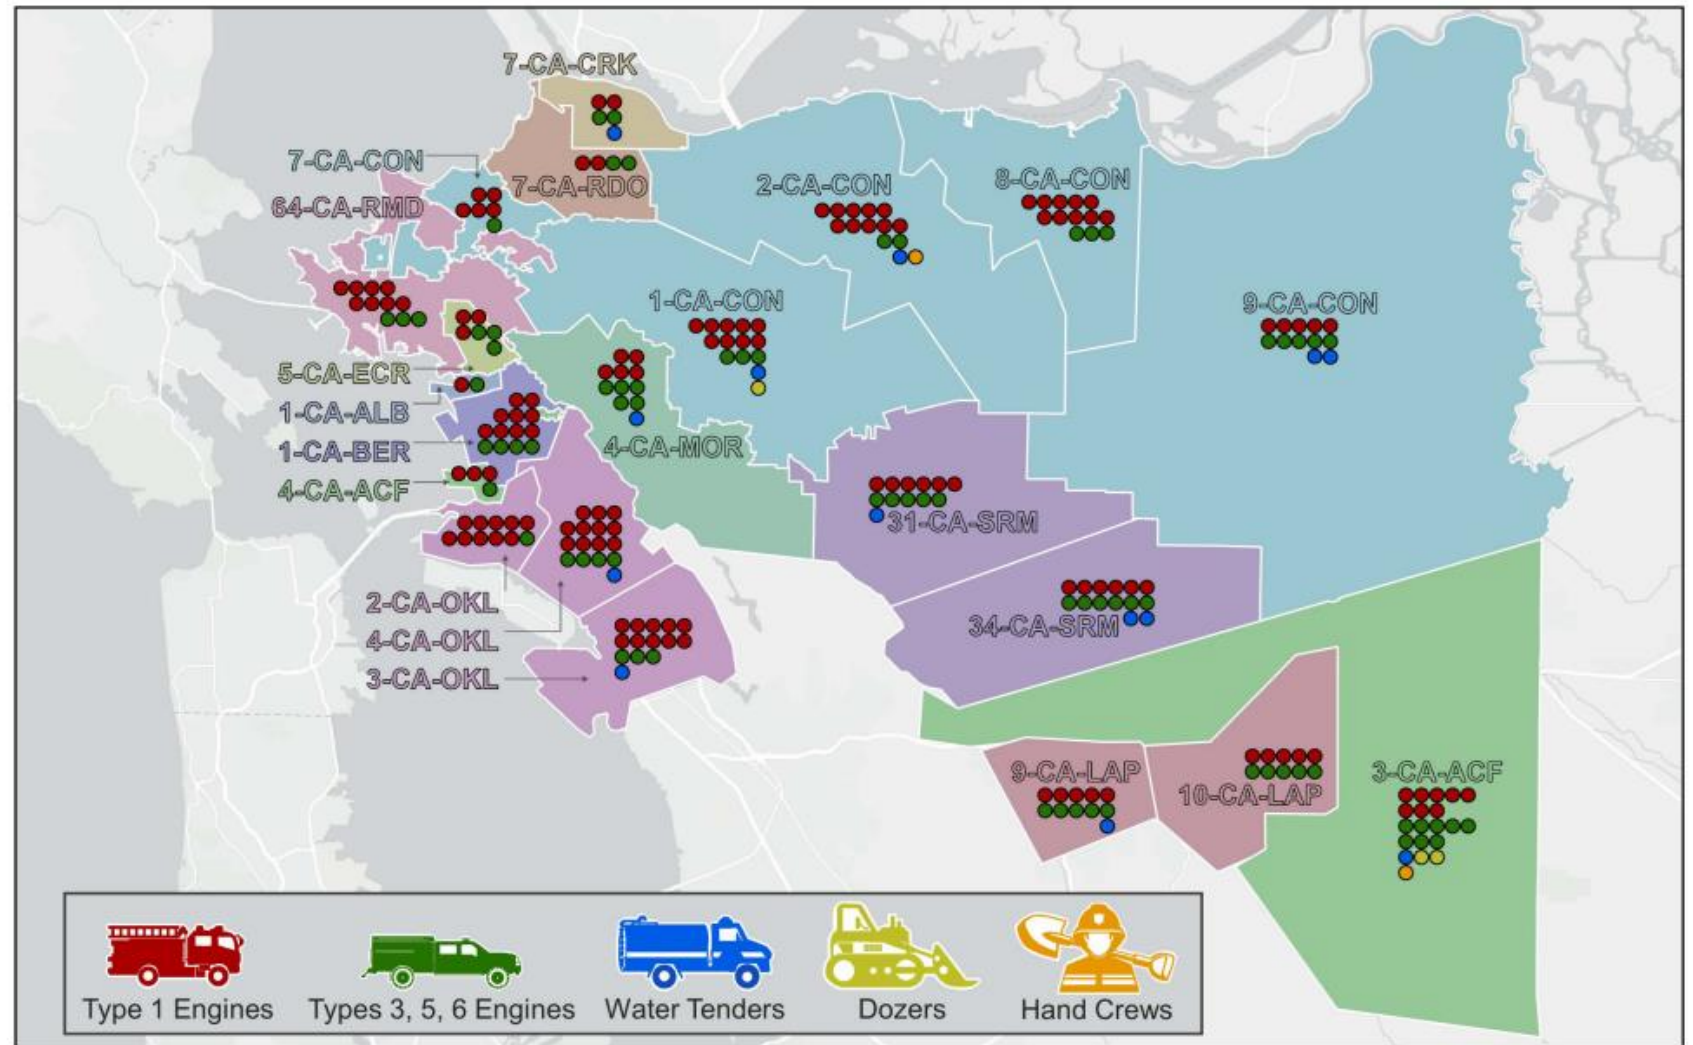 7-CA-CRK
7-CA-CON
7-CA-RDO
2-CA-CON
8-CA-CON
64-CA-RMD
1-CA-CON
9-CA-CON
5-CA-ECR
1-CA-ALB
1-CA-BER
4-CA-MOR
4-CA-ACF
31-CA-SRM
2-CA-OKL
34-CA-SRM
4-CA-OKL
3-CA-OKL
9-CA-LAP
10-CA-LAP
3-CA-ACF
Type 1 Engines
Types 3, 5, 6 Engines
Water Tenders
Dozers
Hand Crews